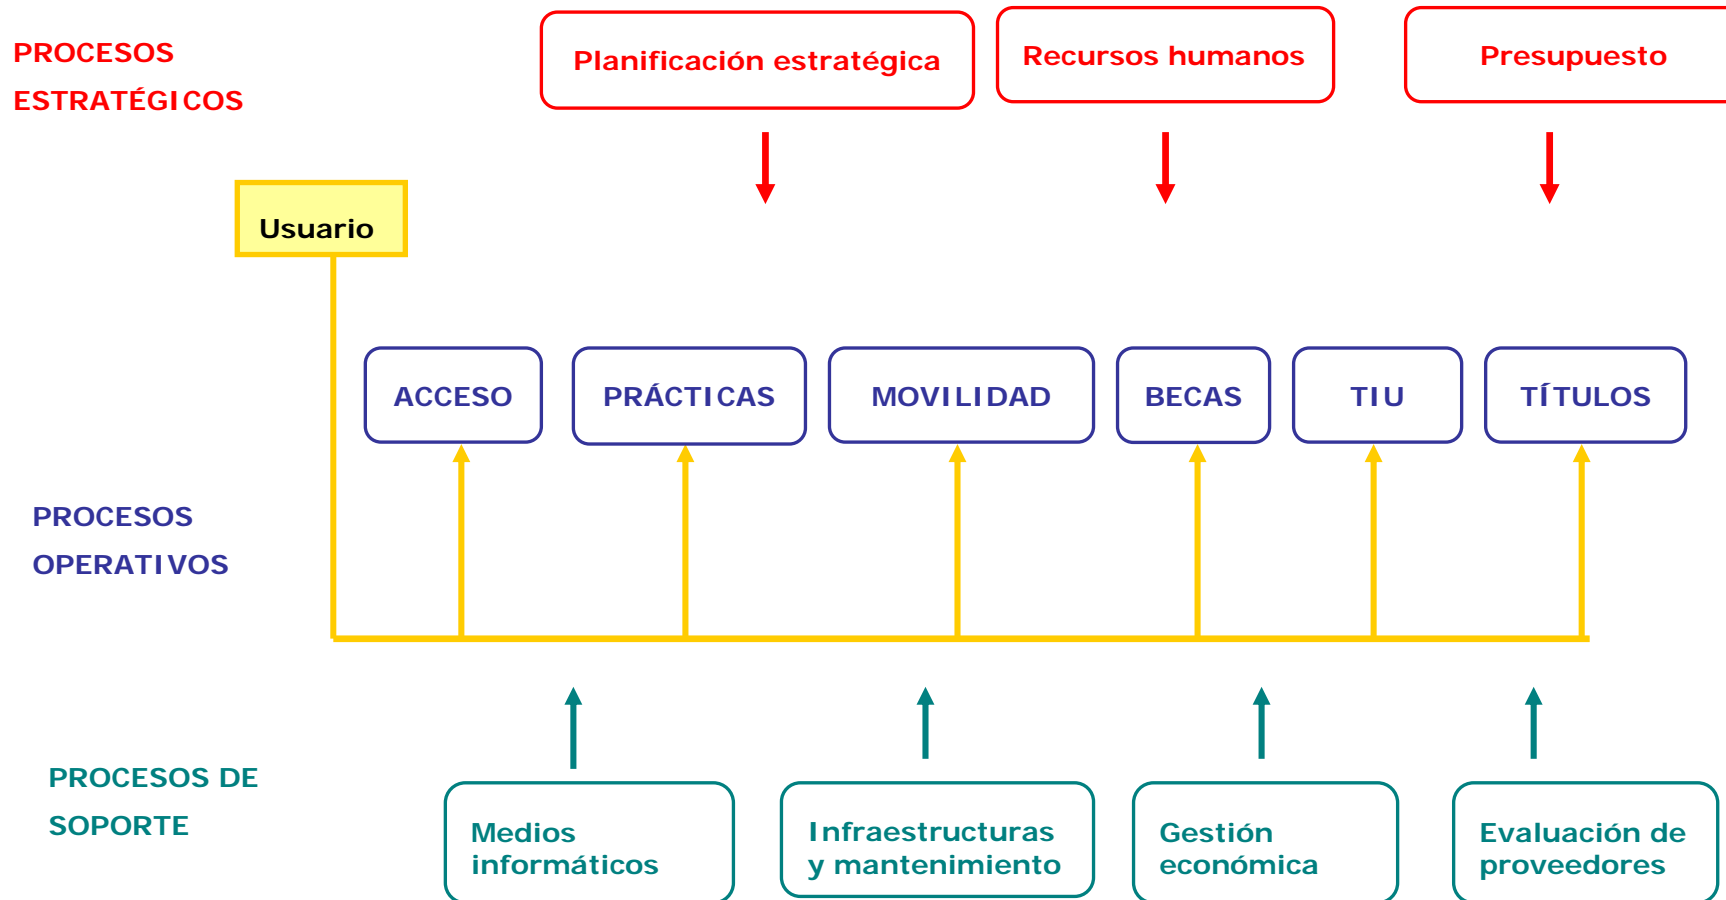 PROCESOS
ESTRATÉGICOS
Planificación estratégica
Recursos humanos
Presupuesto
Usuario
ACCESO
PRÁCTICAS
MOVILIDAD
BECAS
TIU
TÍTULOS
PROCESOS
OPERATIVOS
PROCESOS DE
SOPORTE
Medios
informáticos
Infraestructuras
y mantenimiento
Gestión
económica
Evaluación de
proveedores